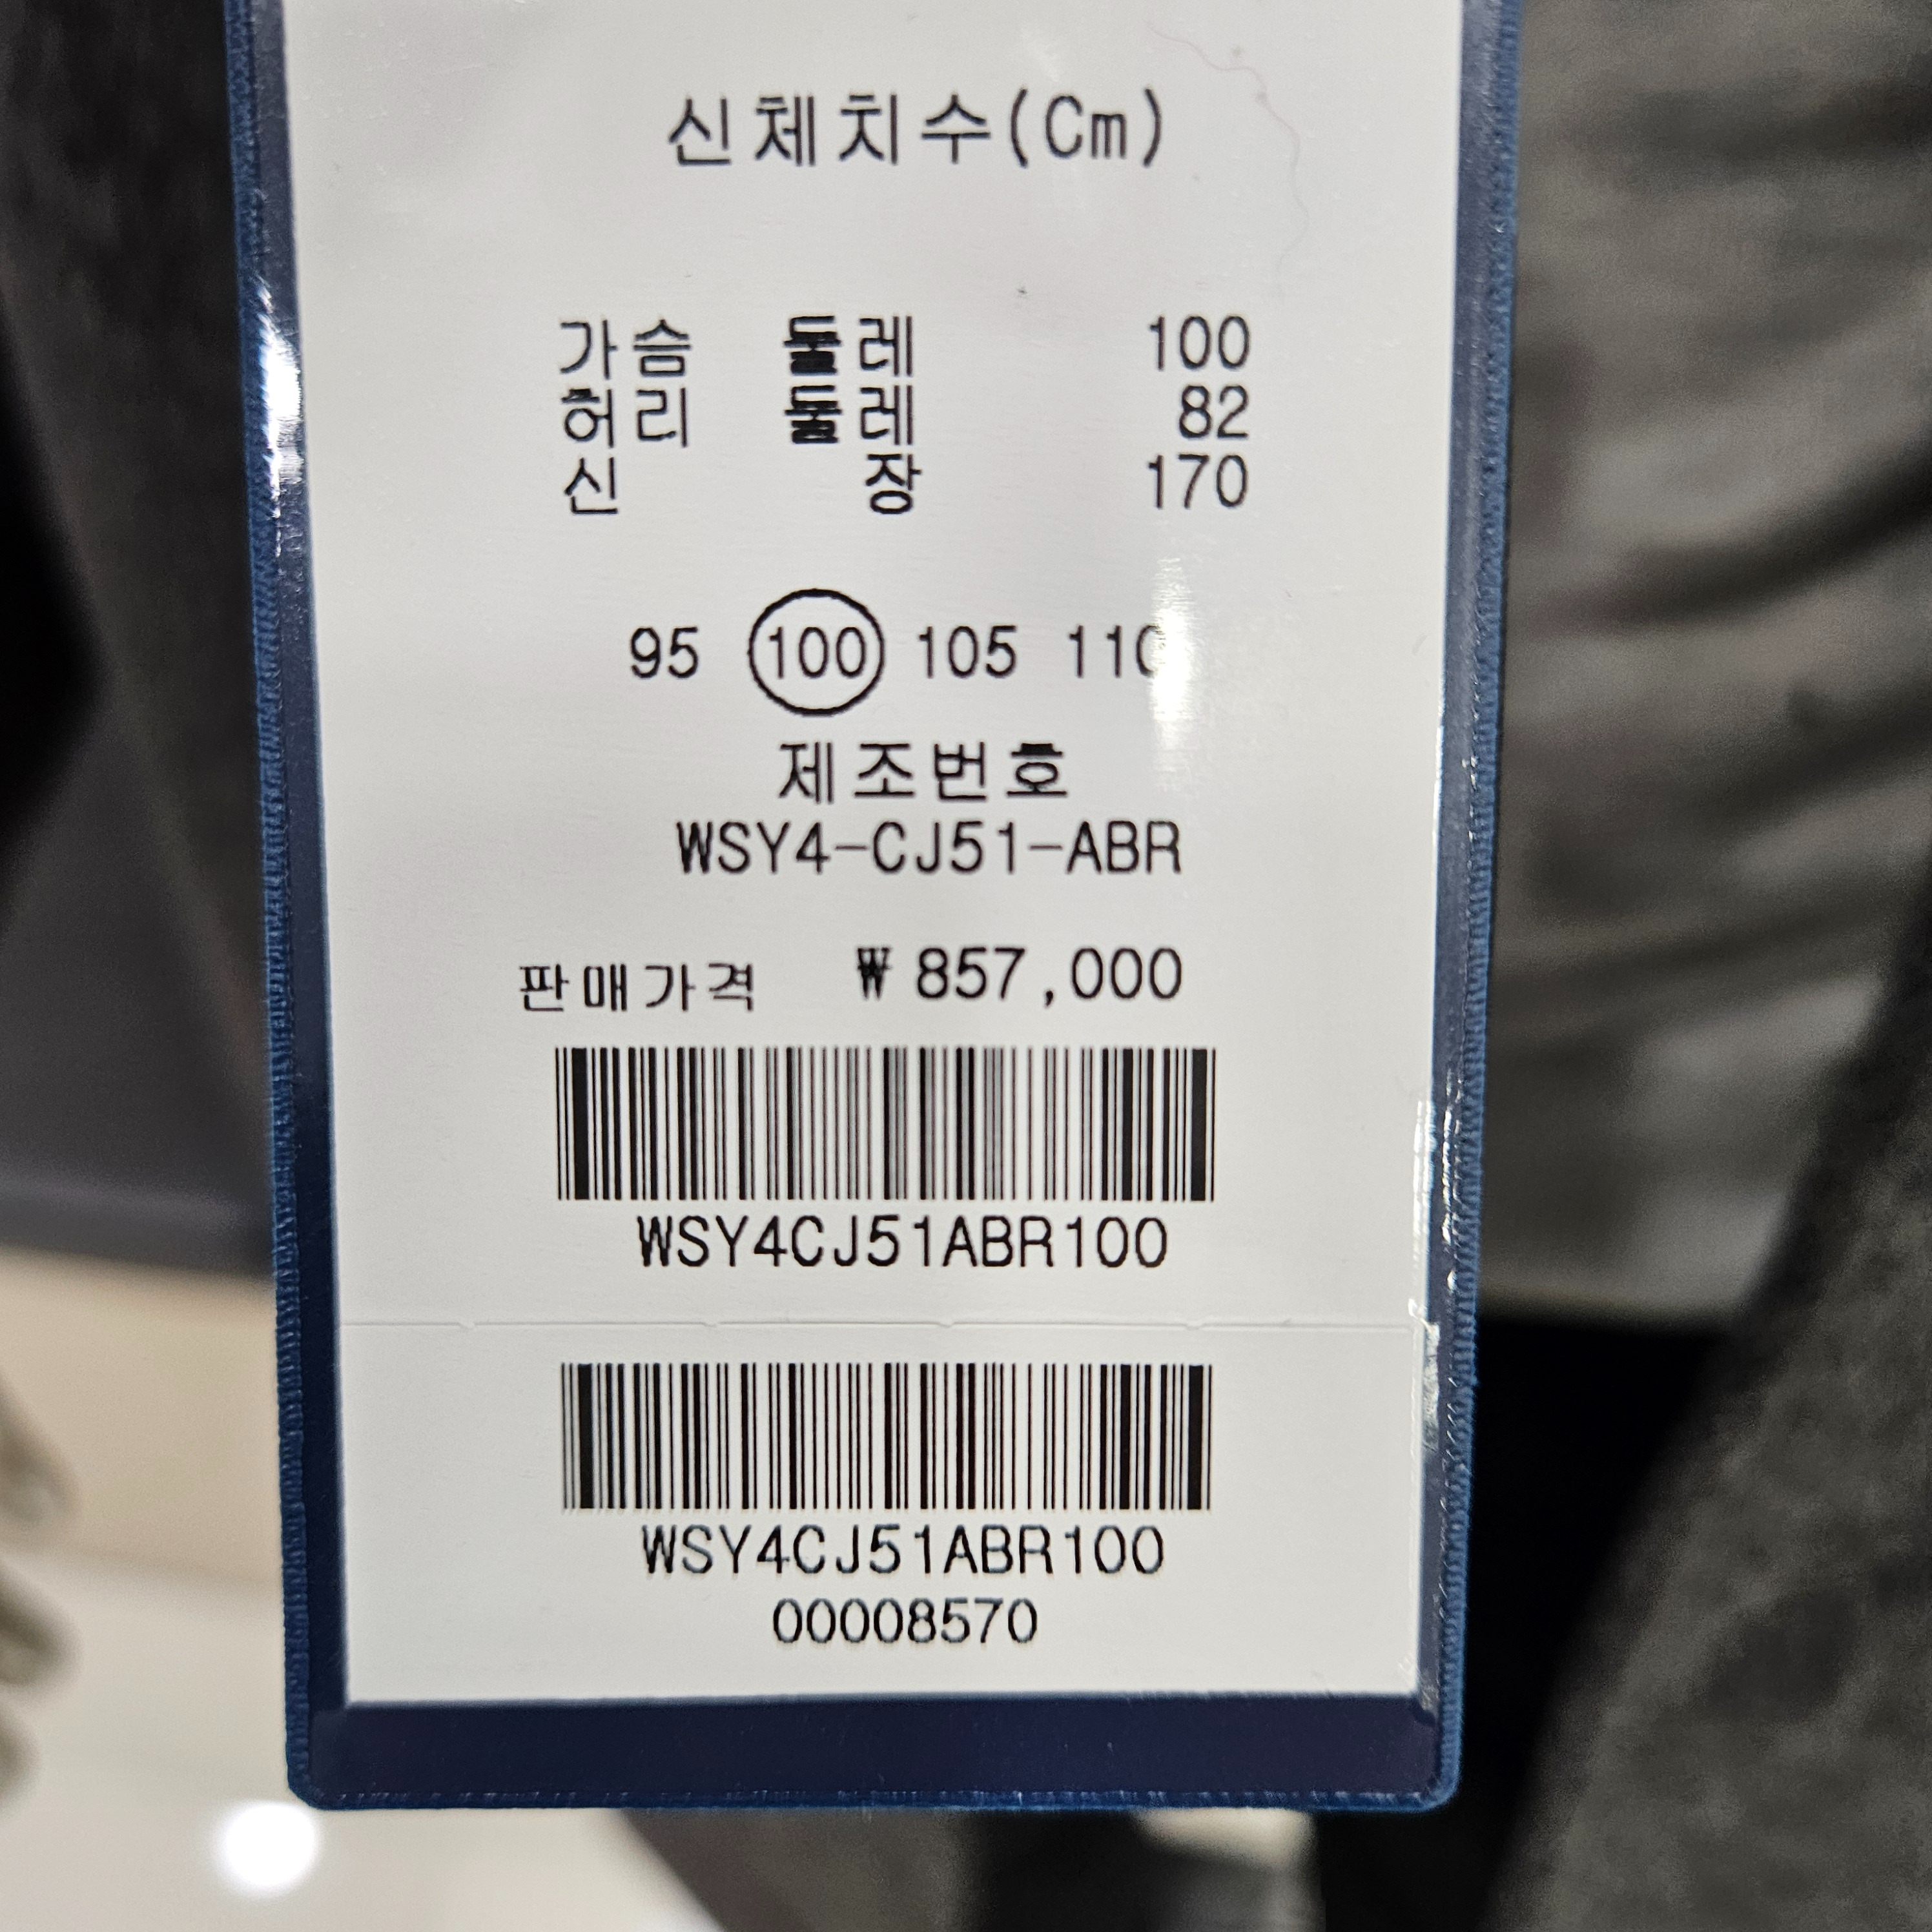 신체치수(Cm)
가슴 둘레 100
허리 둘레 82
신 장 170
95 100 105 110
제조번호
WSY4-CJ51-ABR
판매가격 ₩ 857,000
WSY4CJ51ABR100
WSY4CJ51ABR100
00008570